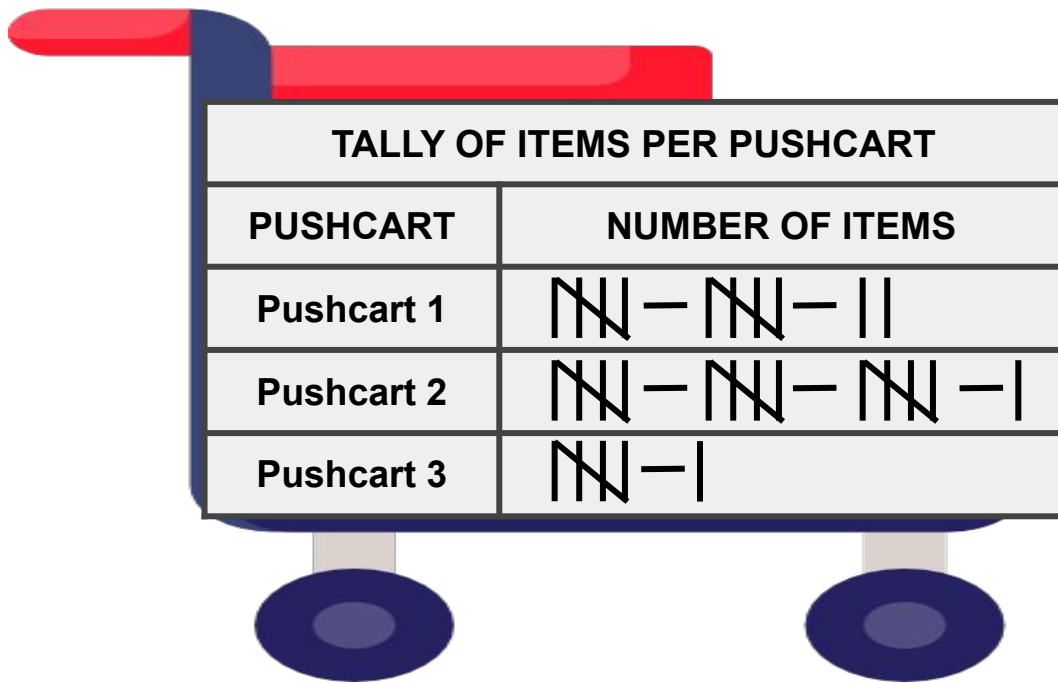 TALLY OF ITEMS PER PUSHCART
PUSHCART NUMBER OF ITEMS
Pushcart 1
Pushcart 2
Pushcart 3